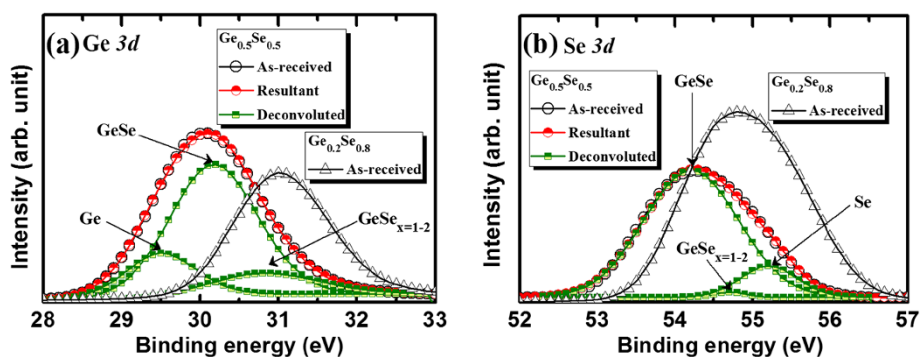 (a) Ge 3d
Ge0.5Se0.5
As-received
Resultant
Deconvoluted
Ge0.2Se0.8
As-received
GeSe
Ge
GeSex=1-2
Intensity (arb. unit)
28 29 30 31 32 33
Binding energy (eV)
(b) Se 3d
GeSe
Ge0.5Se0.5
As-received
Resultant
Deconvoluted
Ge0.2Se0.8
As-received
Se
GeSex=1-2
Intensity (arb. unit)
52 53 54 55 56 57
Binding energy (eV)